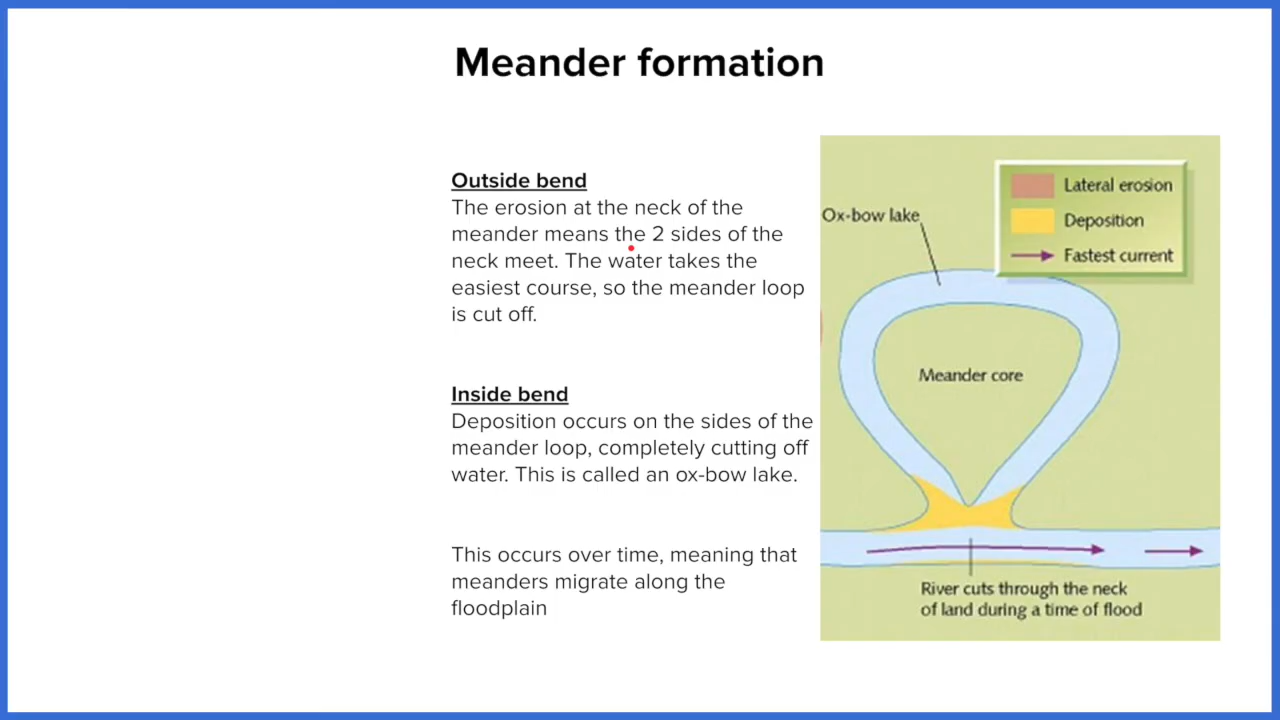 Meander formation
Outside bend
The erosion at the neck of the
meander means the 2 sides of the
neck meet. The water takes the
easiest course, so the meander loop
is cut off.
Inside bend
Deposition occurs on the sides of the
meander loop, completely cutting off
water. This is called an ox-bow lake.
This occurs over time, meaning that
meanders migrate along the
floodplain
Lateral erosion
Deposition
Fastest current
Ox-bow lake
Meander core
River cuts through the neck
of land during a time of flood